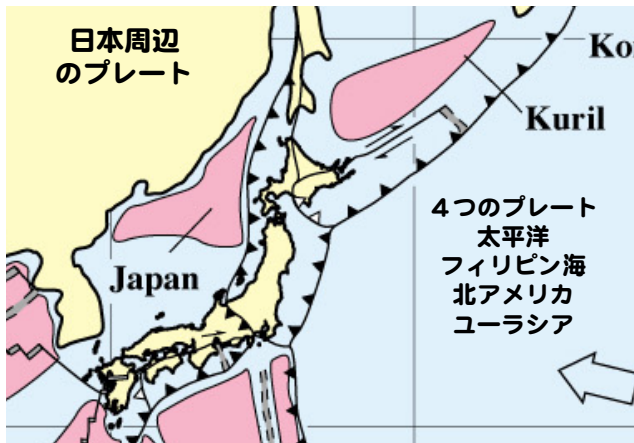 日本周辺
のプレート
Kor
Kuril
Japan
4つのプレート
太平洋
フィリピン海
北アメリカ
ユーラシア